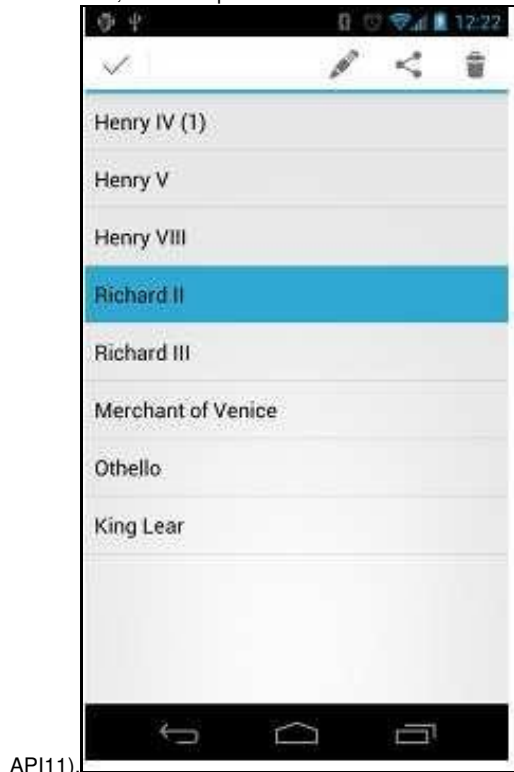 12:22
Henry IV (1)
Henry V
Henry VIII
Richard II
Richard III
Merchant of Venice
Othello
King Lear
API11).